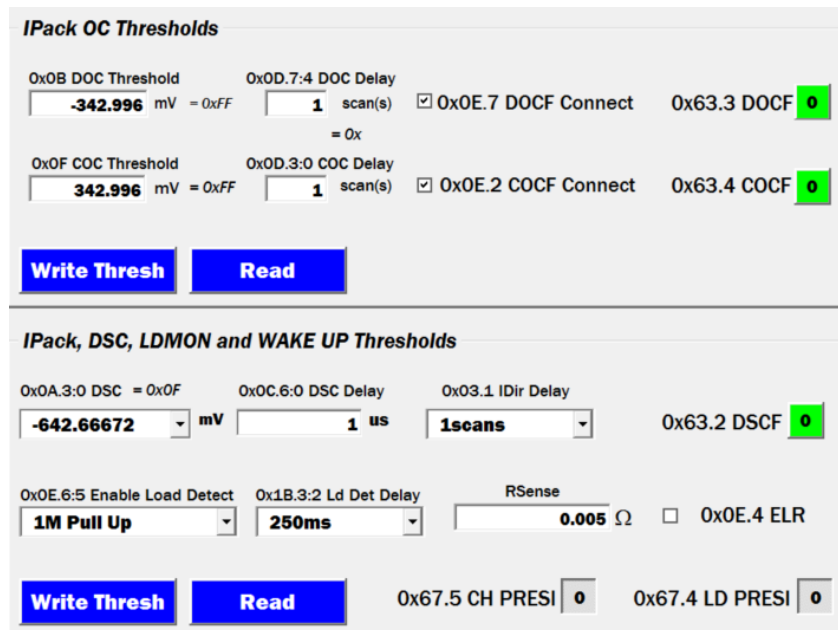 IPack OC Thresholds
0x0B DOC Threshold 0x0D.7:4 DOC Delay
-342.996 mV = 0xFF 1 scan(s) 0x0E.7 DOCF Connect 0x63.3 DOCF 0
= 0x
0x0F COC Threshold 0x0D.3:0 COC Delay
342.996 mV = 0xFF 1 scan(s) 0x0E.2 COCF Connect 0x63.4 COCF 0
Write Thresh Read
IPack, DSC, LDMON and WAKE UP Thresholds
0x0A.3:0 DSC = 0x0F 0x0C.6:0 DSC Delay 0x03.1 IDir Delay
-642.66672 mV 1 us 1scans 0x63.2 DSCF 0
0x0E.6:5 Enable Load Detect 0x1B.3:2 Ld Det Delay RSense
1M Pull Up 250ms 0.005 Ω 0x0E.4 ELR
Write Thresh Read 0x67.5 CH PRESI 0 0x67.4 LD PRESI 0